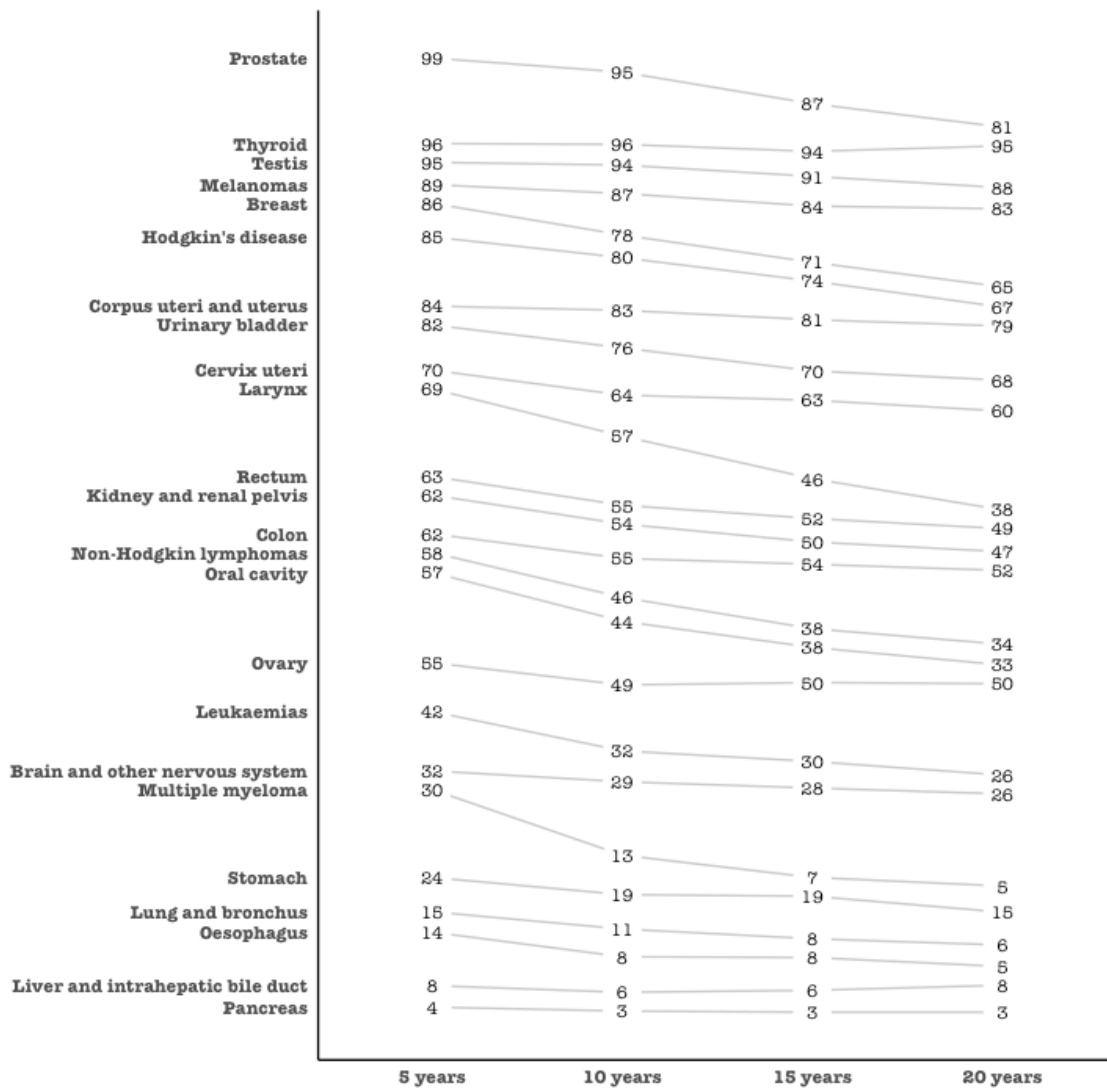 Prostate 99 95 87 81
Thyroid 96 96 94 95
Testis 95 94 91 88
Melanomas 89 87 84 83
Breast 86 78 71 65
Hodgkin's disease 85 80 74 67
Corpus uteri and uterus 84 83 81 79
Urinary bladder 82 76 70 68
Cervix uteri 70 64 63 60
Larynx 69 57 46 38
Rectum 63 55 52 49
Kidney and renal pelvis 62 54 50 47
Colon 62 55 54 52
Non-Hodgkin lymphomas 58 46 38 34
Oral cavity 57 44 38 33
Ovary 55 49 50 50
Leukaemias 42 32 30 26
Brain and other nervous system 32 29 28 26
Multiple myeloma 30 13 7 5
Stomach 24 19 19 15
Lung and bronchus 15 11 8 6
Oesophagus 14 8 8 5
Liver and intrahepatic bile duct 8 6 6 8
Pancreas 4 3 3 3
5 years 10 years 15 years 20 years